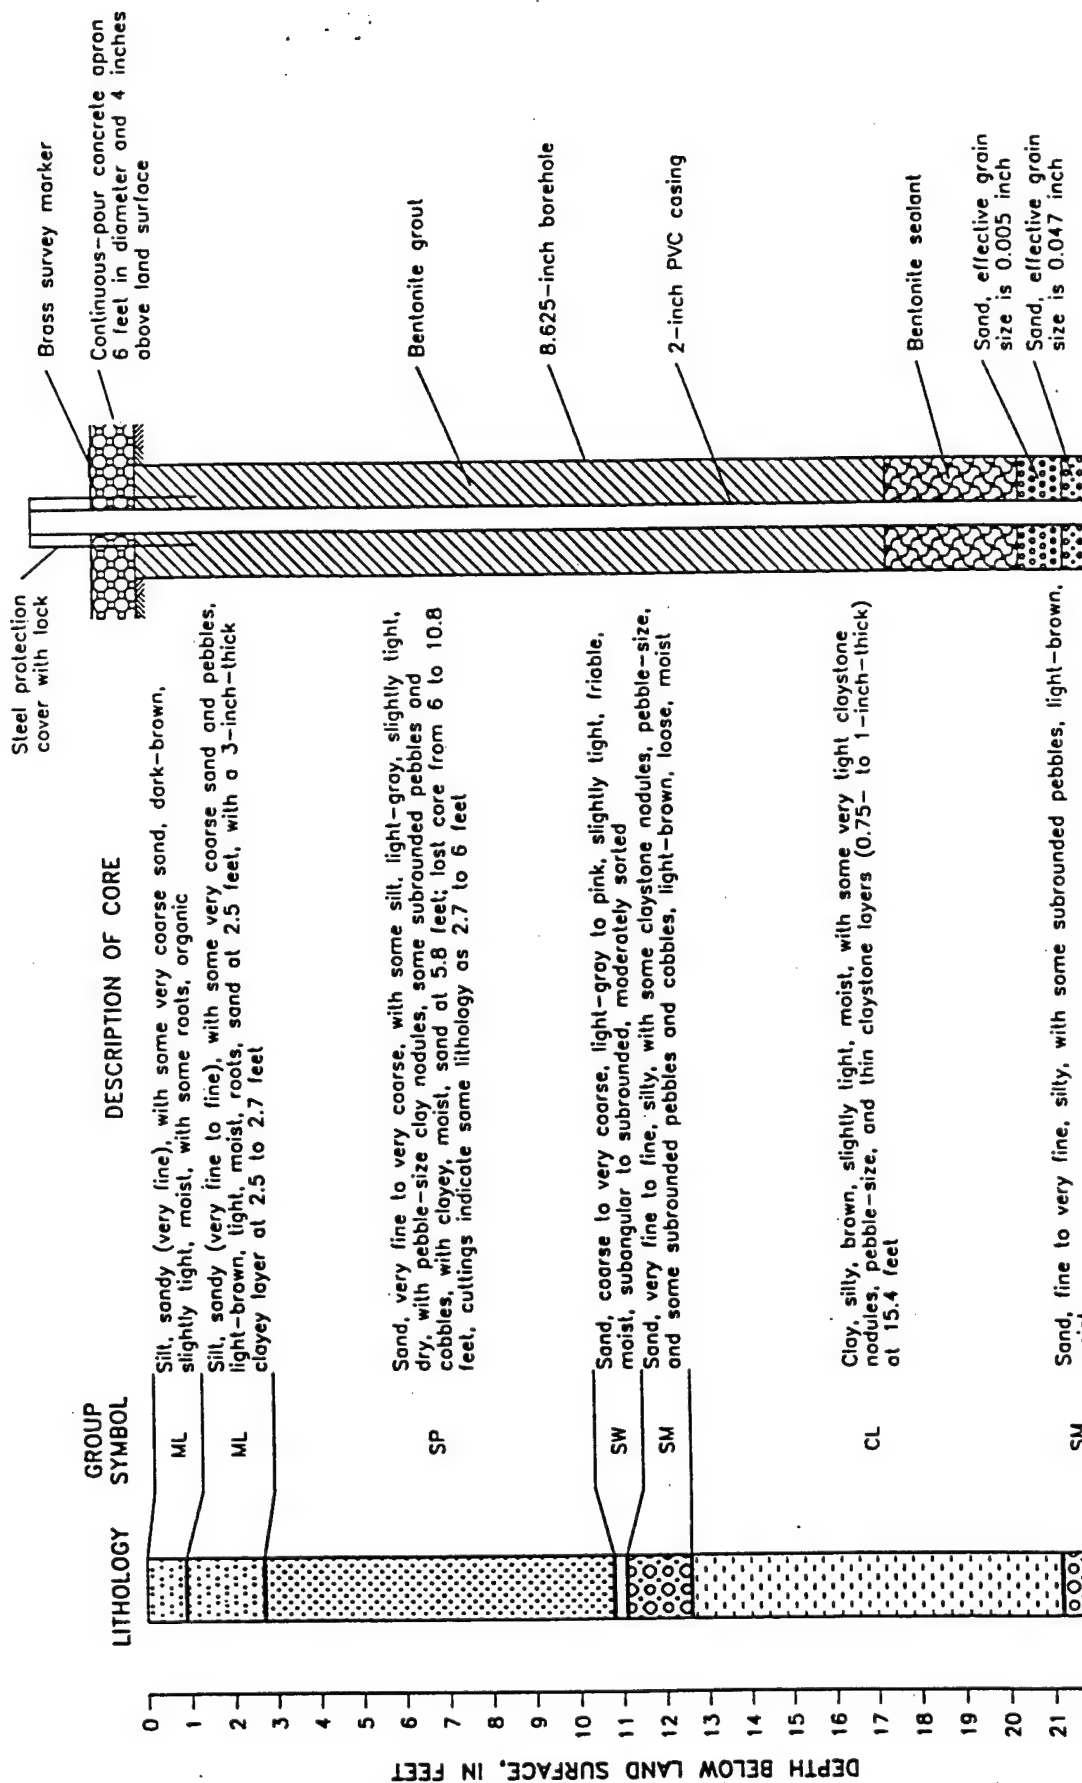 LITHOLOGY
GROUP
SYMBOL
DESCRIPTION OF CORE
Steel protection
cover with lock
Brass survey marker
Continuous-pour concrete apron
6 feet in diameter and 4 inches
above land surface
Bentonite grout
8.625-inch borehole
2-inch PVC casing
Bentonite sealant
Sand, effective grain
size is 0.005 inch
Sand, effective grain
size is 0.047 inch
ML
Silt, sandy (very fine), with some very coarse sand, dark-brown,
slightly tight, moist, with some roots, organic
ML
Silt, sandy (very fine to fine), with some very coarse sand and pebbles,
light-brown, tight, moist, roots, sand at 2.5 feet, with a 3-inch-thick
clayey layer at 2.5 to 2.7 feet
SP
Sand, very fine to very coarse, with some silt, light-gray, slightly tight,
dry, with pebble-size clay nodules, some subrounded pebbles and
cobbles, with clayey, moist, sand at 5.8 feet; lost core from 6 to 10.8
feet, cuttings indicate same lithology as 2.7 to 6 feet
SW
Sand, coarse to very coarse, light-gray to pink, slightly tight, friable,
moist, subangular to subrounded, moderately sorted
SM
Sand, very fine to fine, silty, with some claystone nodules, pebble-size,
and some subrounded pebbles and cobbles, light-brown, loose, moist
CL
Clay, silty, brown, slightly tight, moist, with some very tight claystone
nodules, pebble-size, and thin claystone layers (0.75- to 1-inch-thick)
at 15.4 feet
SM
Sand, fine to very fine, silty, with some subrounded pebbles, light-brown,
DEPTH BELOW LAND SURFACE, IN FEET
0
1
2
3
4
5
6
7
8
9
10
11
12
13
14
15
16
17
18
19
20
21